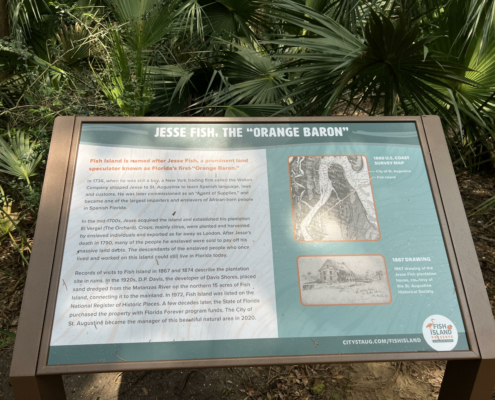 JESSE FISH, THE "ORANGE BARON"
Fish Island is named after Jesse Fish, a prominent land
speculator known as Florida's first "Orange Baron."
In 1736, when he was still a boy, a New York trading firm called the Walton
Company shipped Jesse to St. Augustine to learn Spanish language, laws
and customs. He was later commissioned as an "Agent of Supplies," and
became one of the largest importers and enslavers of African-born people
in Spanish Florida.
In the mid-1700s, Jesse acquired the island and established his plantation
El Vergel (The Orchard). Crops, mainly citrus, were planted and harvested
by enslaved individuals and exported as far away as London. After Jesse's
death in 1790, many of the people he enslaved were sold to pay off his
massive land debts. The descendants of the enslaved people who once
lived and worked on this island could still live in Florida today.
Records of visits to Fish Island in 1867 and 1874 describe the plantation
site in ruins. In the 1920s, D.P. Davis, the developer of Davis Shores, placed
sand dredged from the Matanzas River on the northern 15 acres of Fish
Island, connecting it to the mainland. In 1972, Fish Island was listed on the
National Register of Historic Places. A few decades later, the State of Florida
purchased the property with Florida Forever program funds. The City of
St. Augustine became the manager of this beautiful natural area in 2020.
U.S. COAST
SURVEY MAP
City of St. Augustine
Fish Island
1887 DRAWING
1887 drawing of the
Jesse Fish plantation
house,
the St. Augustine
Historical Society
FISH
ISLAND
CITYSTAUG.COM/FISHISLAND